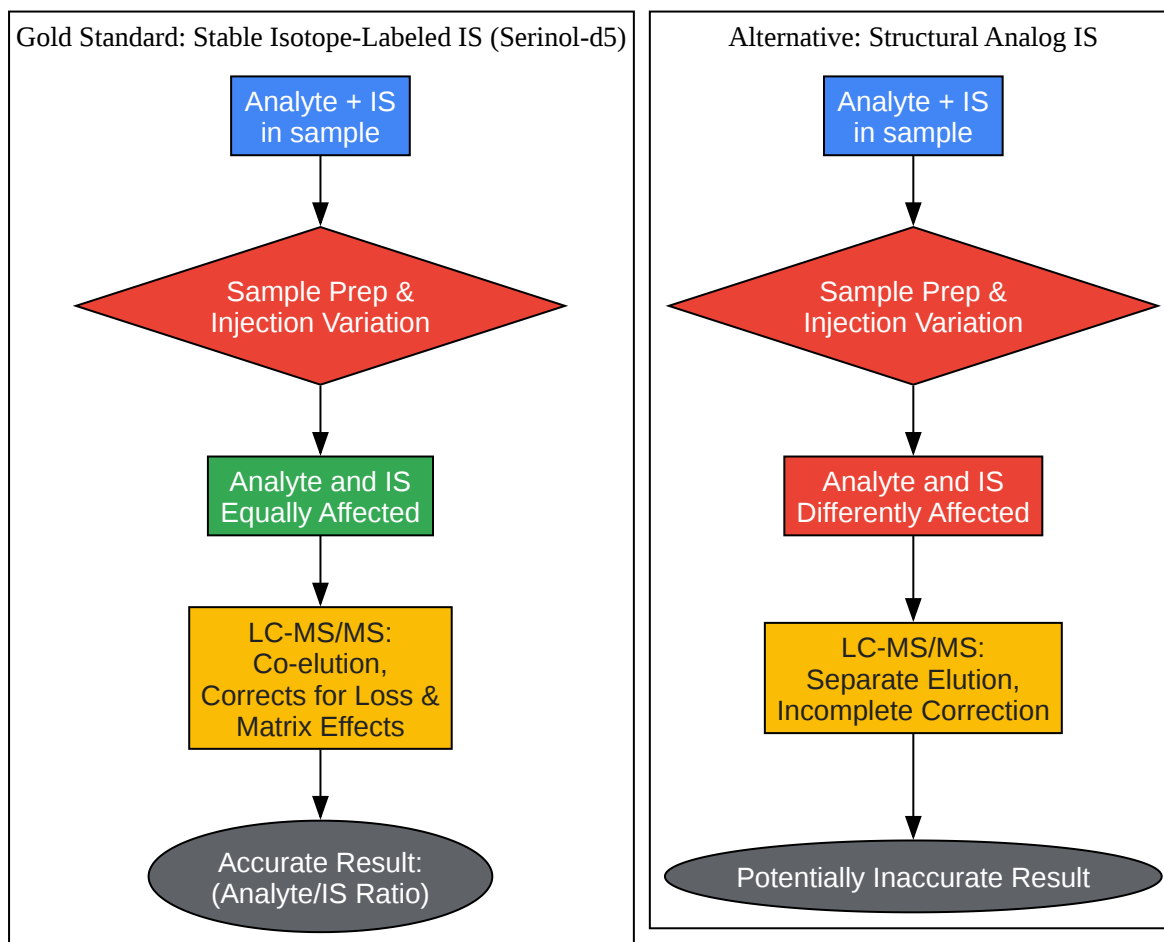 Gold Standard: Stable Isotope-Labeled IS (Serinol-d5)
Analyte + IS
in sample
Sample Prep &
Injection Variation
Analyte and IS
Equally Affected
LC-MS/MS:
Co-elution,
Corrects for Loss &
Matrix Effects
Accurate Result:
(Analyte/IS Ratio)
Alternative: Structural Analog IS
Analyte + IS
in sample
Sample Prep &
Injection Variation
Analyte and IS
Differently Affected
LC-MS/MS:
Separate Elution,
Incomplete Correction
Potentially Inaccurate Result